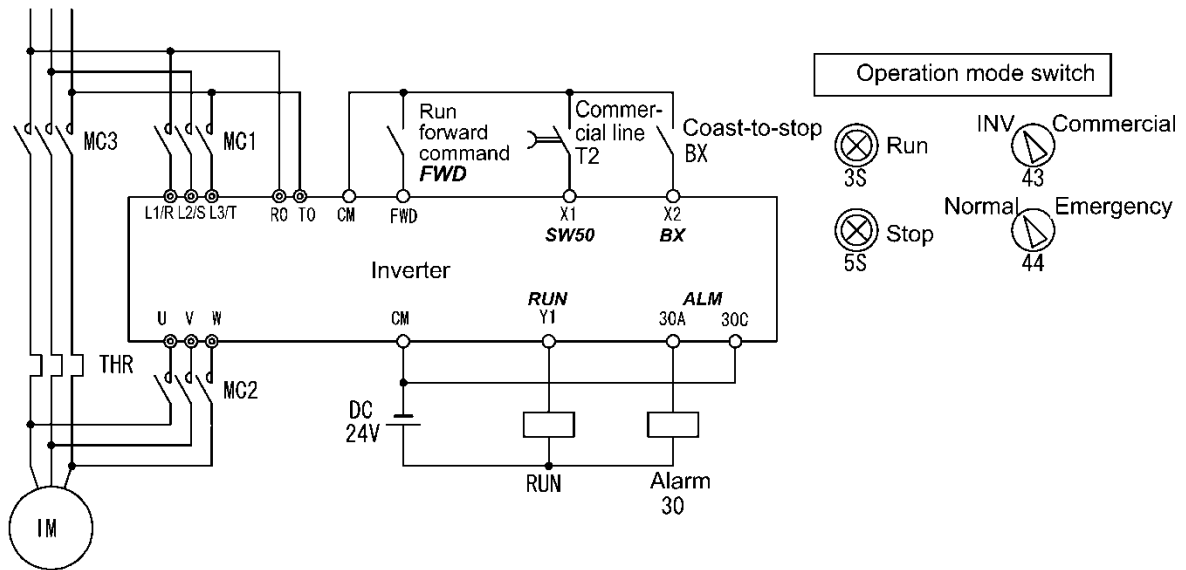 Operation mode switch
MC3
MC1
Run
forward
command
FWD
Commer-
cial line
T2
Coast-to-stop
BX
Run
3S
INV
Commercial
43
Stop
5S
Normal
Emergency
44
L1/R L2/S L3/T
R0 T0
CM
FWD
X1
X2
SW50
BX
Inverter
RUN
ALM
U V W
CM
Y1
30A
30C
THR
MC2
DC
24V
RUN
Alarm
30
IM